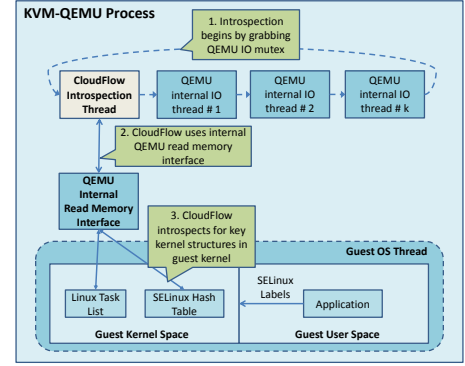 KVM-QEMU Process
1. Introspection
begins by grabbing
QEMU IO mutex
CloudFlow
Introspection
Thread
QEMU
internal IO
thread # 1
QEMU
internal IO
thread # 2
QEMU
internal IO
thread # k
2. CloudFlow uses internal
QEMU read memory
interface
QEMU
Internal
Read Memory
Interface
3. CloudFlow
introspects for key
kernel structures in
guest kernel
Guest OS Thread
Linux Task
List
SELinux Hash
Table
SELinux
Labels
Application
Guest Kernel Space
Guest User Space